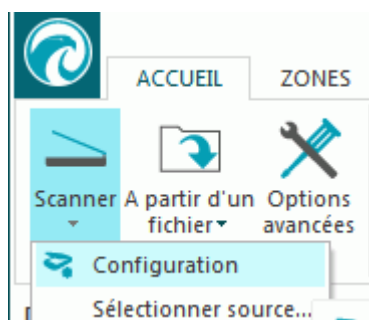 ACCUEIL ZONES
Scanner A partir d'un Options
fichier avancées
Configuration
Sélectionner source...